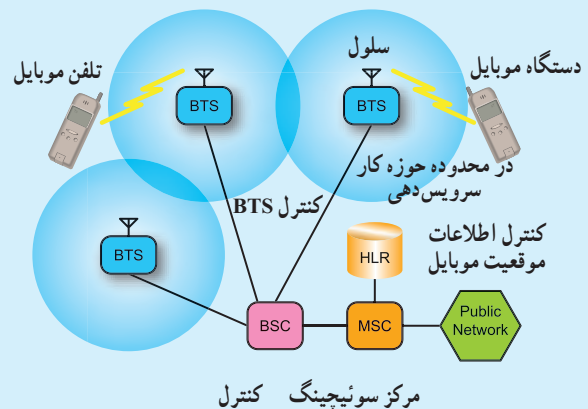 سلول
دستگاه موبایل
تلفن موبایل
BTS
BTS
در محدوده حوزه کار
سرویس‌دهی
کنترل BTS
BTS
کنترل اطلاعات
موقعیت موبایل
HLR
BSC
MSC
Public
Network
مرکز سوئیچینگ
کنترل